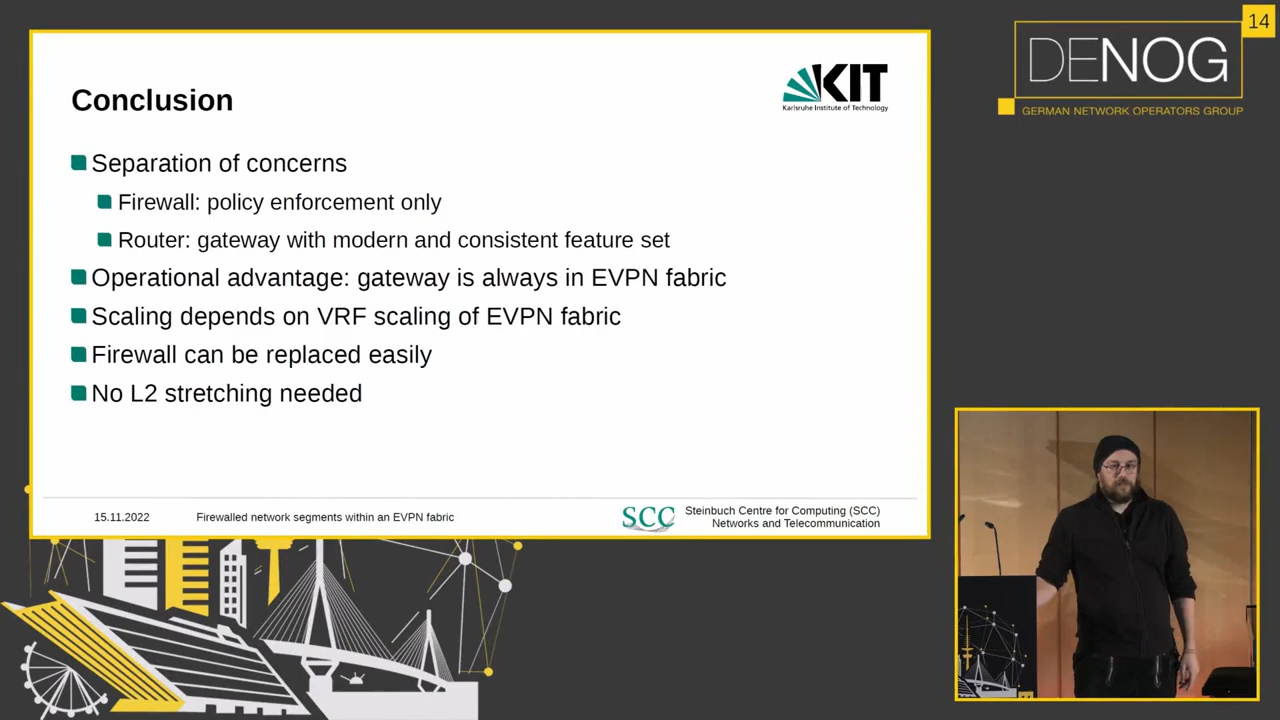 14
DENOG
GERMAN NETWORK OPERATORS GROUP
KIT
Karlsruhe Institute of Technology
Conclusion
Separation of concerns
Firewall: policy enforcement only
Router: gateway with modern and consistent feature set
Operational advantage: gateway is always in EVPN fabric
Scaling depends on VRF scaling of EVPN fabric
Firewall can be replaced easily
No L2 stretching needed
15.11.2022
Firewalled network segments within an EVPN fabric
SCC
Steinbuch Centre for Computing (SCC)
Networks and Telecommunication